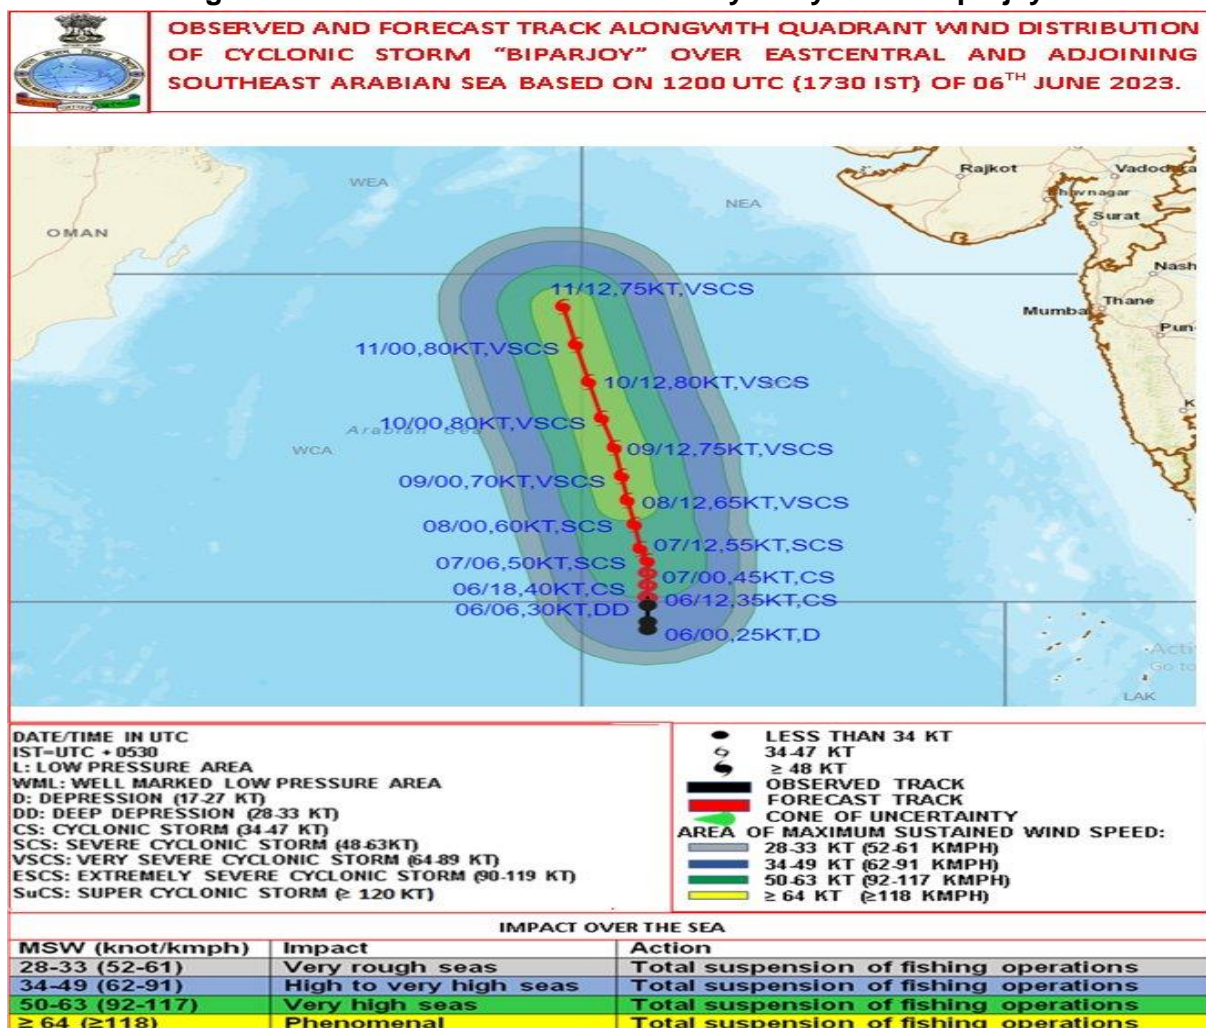 OBSERVED AND FORECAST TRACK ALONGWITH QUADRANT WIND DISTRIBUTION
OF CYCLONIC STORM "BIPARJOY" OVER EASTCENTRAL AND ADJOINING
SOUTHEAST ARABIAN SEA BASED ON 1200 UTC (1730 IST) OF 06TH JUNE 2023.
Rajkot
Vadod
WEA
NEA
Surat
OMAN
Nash
11/12,75KT,VSCS
Thane
Mumbai
Pun
11/00,80KT,VSCS
10/12,80KT,VSCS
10/00,80KT,VSCS
Arabian Sea
WCA
09/12,75KT,VSCS
09/00,70KT,VSCS
08/12,65KT,VSCS
08/00,60KT,SCS
07/12,55KT,SCS
07/06,50KT,SCS
07/00,45KT,CS
06/18,40KT,CS
06/12,35KT,CS
06/06,30KT,DD
06/00,25KT,D
LAK
DATE/TIME IN UTC
IST=UTC + 0530
L: LOW PRESSURE AREA
WML: WELL MARKED LOW PRESSURE AREA
D: DEPRESSION (17-27 KT)
DD: DEEP DEPRESSION (28-33 KT)
CS: CYCLONIC STORM (34-47 KT)
SCS: SEVERE CYCLONIC STORM (48-63KT)
VSCS: VERY SEVERE CYCLONIC STORM (64-89 KT)
ESCS: EXTREMELY SEVERE CYCLONIC STORM (90-119 KT)
SuCS: SUPER CYCLONIC STORM (≥ 120 KT)
LESS THAN 34 KT
34-47 KT
≥ 48 KT
OBSERVED TRACK
FORECAST TRACK
CONE OF UNCERTAINTY
AREA OF MAXIMUM SUSTAINED WIND SPEED:
28-33 KT (52-61 KMPH)
34-49 KT (62-91 KMPH)
50-63 KT (92-117 KMPH)
≥ 64 KT (≥118 KMPH)
IMPACT OVER THE SEA
MSW (knot/kmph) Impact Action
28-33 (52-61) Very rough seas Total suspension of fishing operations
34-49 (62-91) High to very high seas Total suspension of fishing operations
50-63 (92-117) Very high seas Total suspension of fishing operations
≥ 64 (≥118) Phenomenal Total suspension of fishing operations